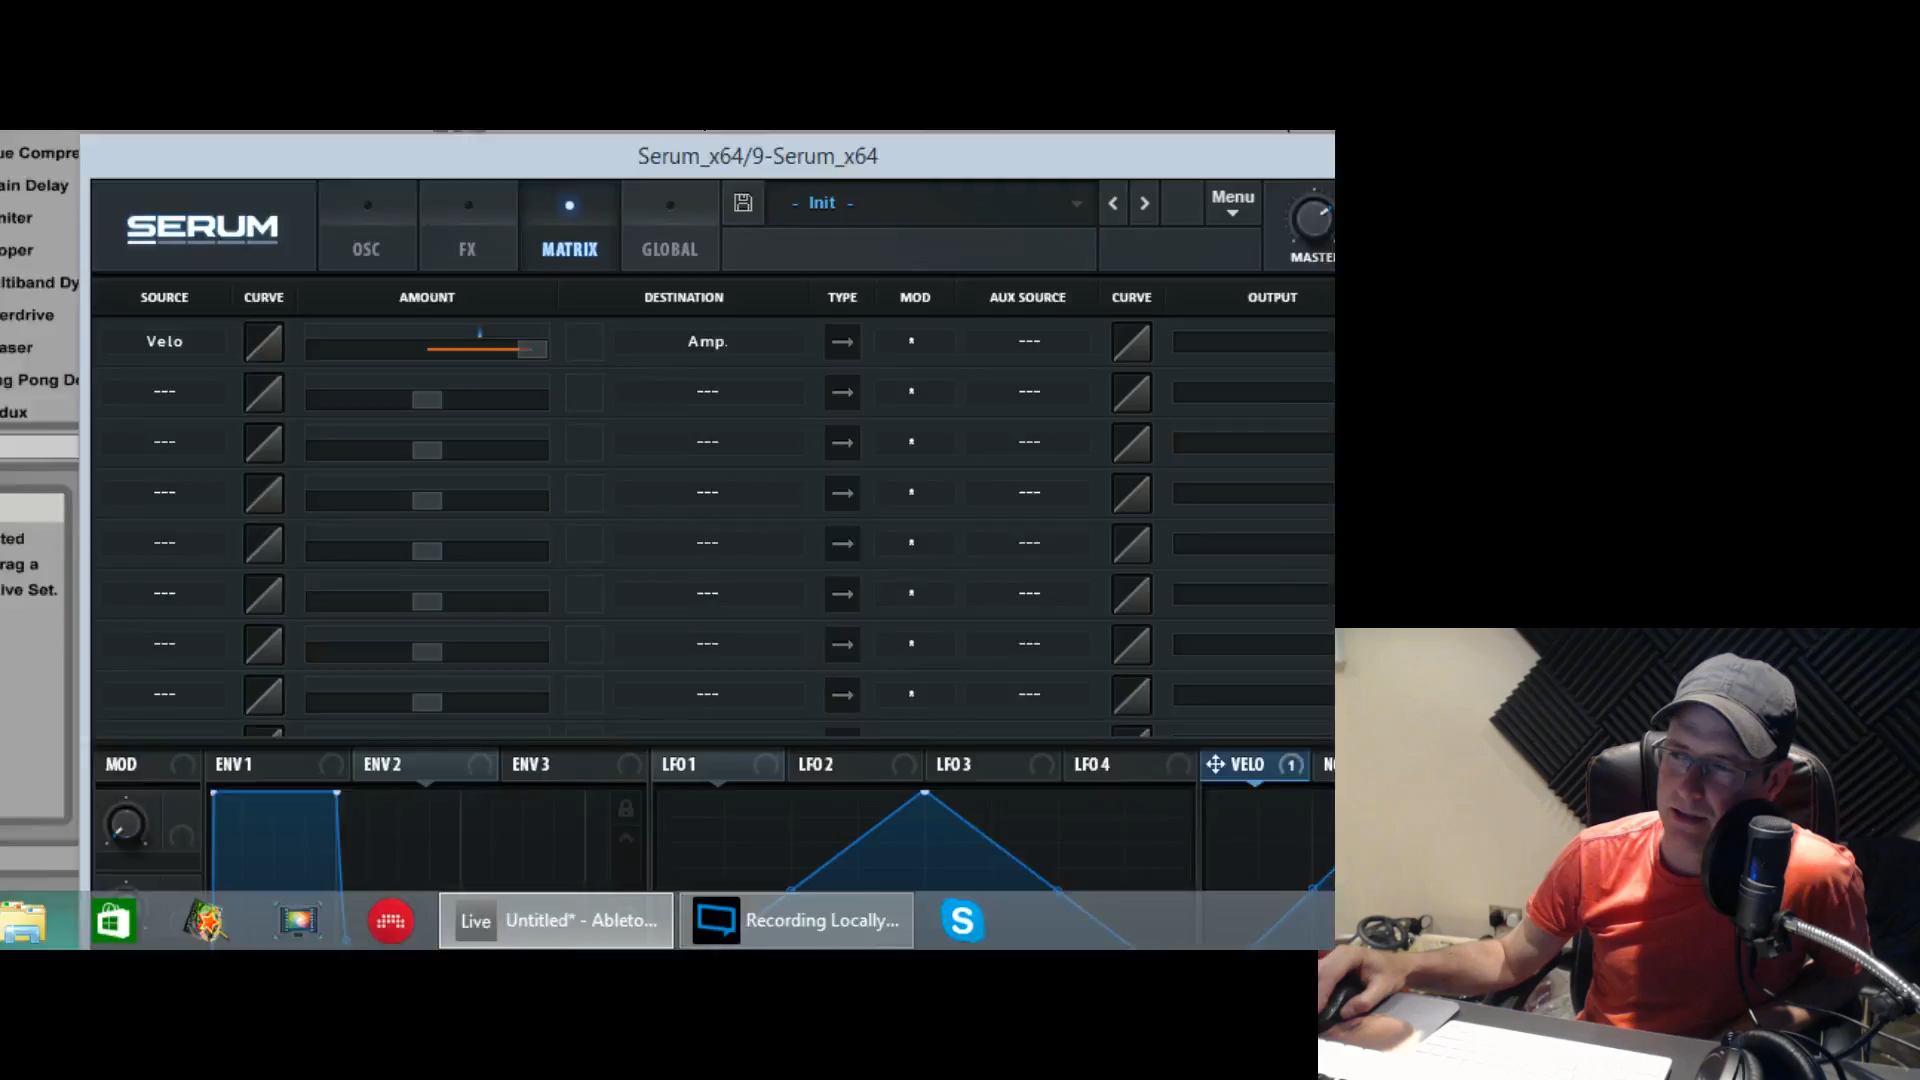 ue Compre
ain Delay
niter
oper
ltiband Dy
erdrive
aser
ng Pong De
dux
ted
rag a
ive Set.
Serum_x64/9-Serum_x64
SERUM
OSC
FX
MATRIX
GLOBAL
- Init -
Menu
MASTE
SOURCE CURVE AMOUNT DESTINATION TYPE MOD AUX SOURCE CURVE OUTPUT
Velo Amp. * ---
--- --- * ---
--- --- * ---
--- --- * ---
--- --- * ---
--- --- * ---
--- --- * ---
--- --- * ---
MOD ENV 1 ENV 2 ENV 3 LFO 1 LFO 2 LFO 3 LFO 4 VELO 1 N
Live Untitled* - Ableto... Recording Locally... S